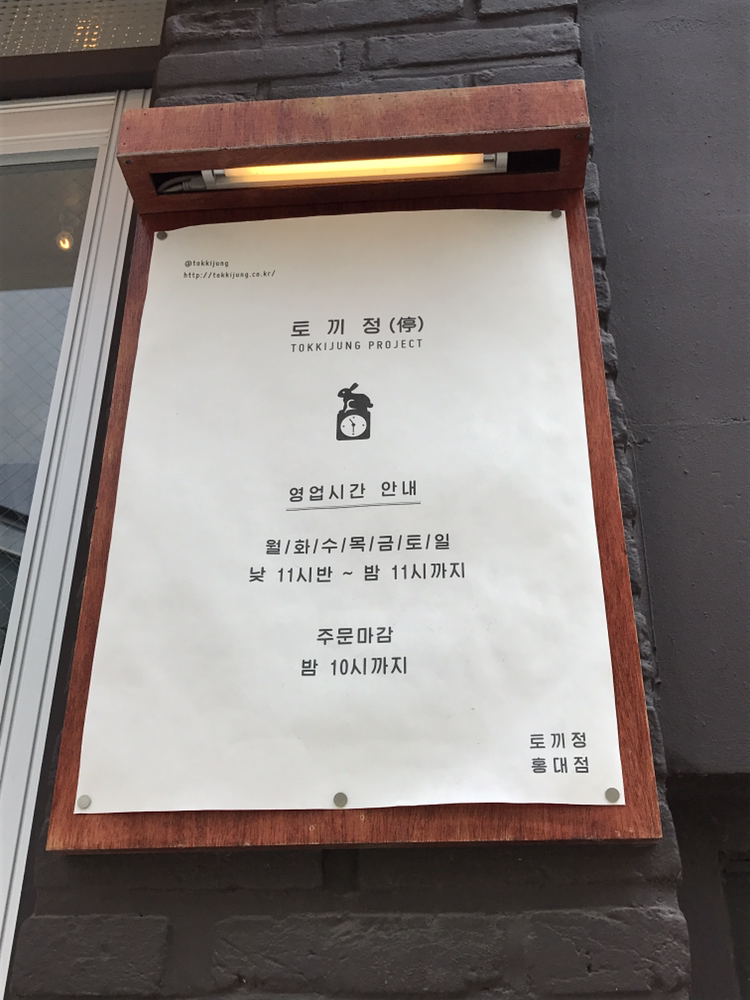 @tokkijung
http://tokkijung.co.kr/
토끼정(停)
TOKKIJUNG PROJECT
영업시간 안내
월/화/수/목/금/토/일
낮 11시반 ~ 밤 11시까지
주문마감
밤 10시까지
토끼정
홍대점